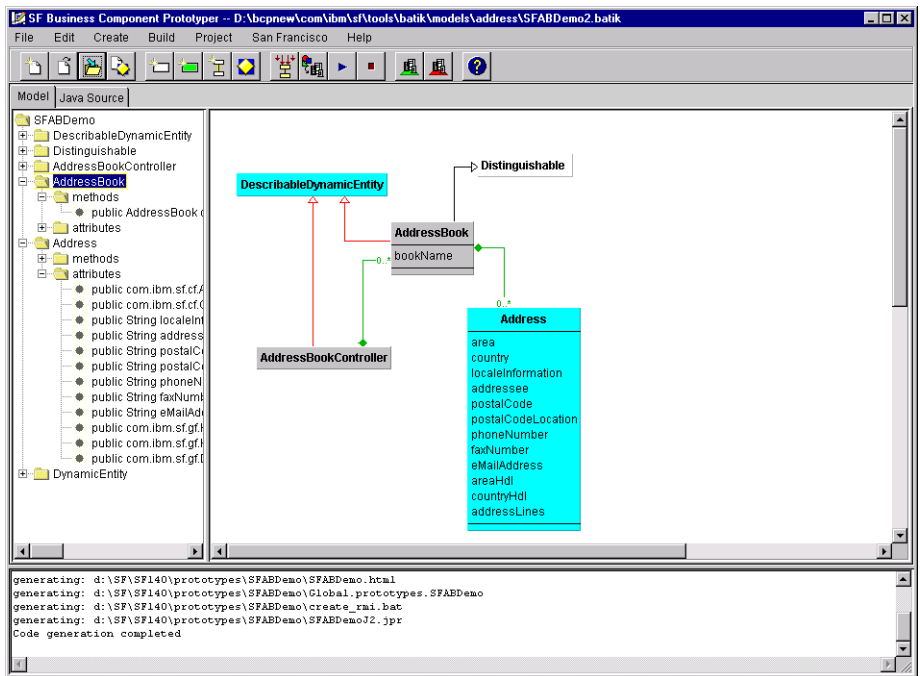 SF Business Component Prototyper -- D:\bcpnew\com\ibm\sf\tools\batik\models\address\SFABDemo2.batik
File Edit Create Build Project San Francisco Help
Model Java Source
SFABDemo
DescribableDynamicEntity
Distinguishable
AddressBookController
AddressBook
methods
public AddressBook
attributes
Address
methods
attributes
public com.ibm.sf.cf.
public com.ibm.sf.cf.
public String localeInf
public String address
public String postalC
public String postalC
public String phoneN
public String faxNuml
public String eMailAd
public com.ibm.sf.gf.
public com.ibm.sf.gf.
public com.ibm.sf.gf.
DynamicEntity
Distinguishable
DescribableDynamicEntity
AddressBook
bookName
0..*
0..*
Address
area
country
localeInformation
addressee
postalCode
postalCodeLocation
phoneNumber
faxNumber
eMailAddress
areaHdl
countryHdl
addressLines
AddressBookController
generating: d:\SF\SF140\prototypes\SFABDemo\SFABDemo.html
generating: d:\SF\SF140\prototypes\SFABDemo\Global.prototypes.SFABDemo
generating: d:\SF\SF140\prototypes\SFABDemo\create_rmi.bat
generating: d:\SF\SF140\prototypes\SFABDemo\SFABDemoJ2.jpr
Code generation completed